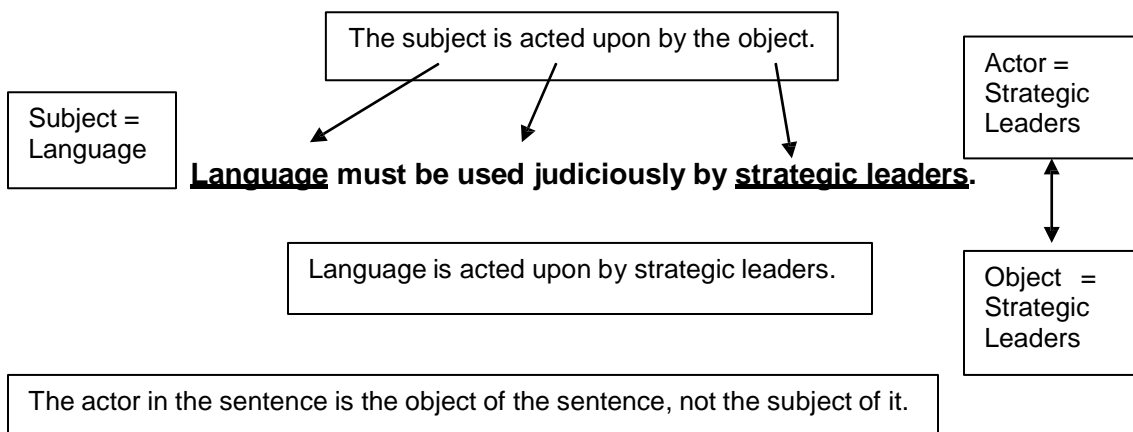 The subject is acted upon by the object.
Actor =
Strategic
Leaders
Subject =
Language
Language must be used judiciously by strategic leaders.
Language is acted upon by strategic leaders.
Object =
Strategic
Leaders
The actor in the sentence is the object of the sentence, not the subject of it.